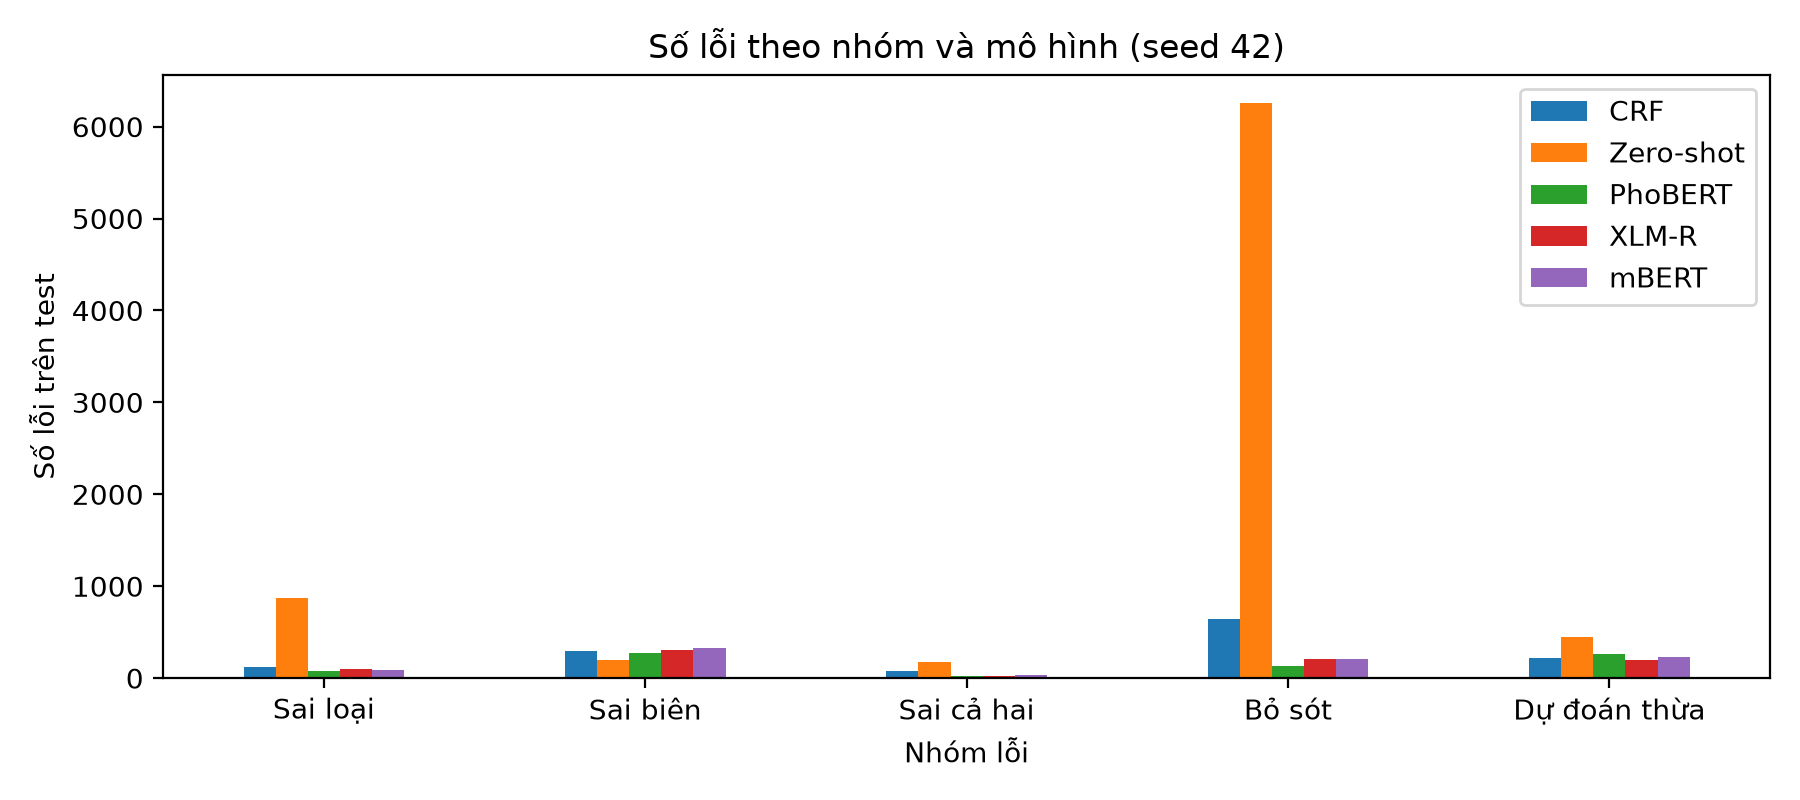 Số lỗi theo nhóm và mô hình (seed 42)
CRF
Zero-shot
PhoBERT
XLM-R
mBERT
Số lỗi trên test
6000
5000
4000
3000
2000
1000
0
Sai loại Sai biên Sai cả hai Bỏ sót Dự đoán thừa
Nhóm lỗi